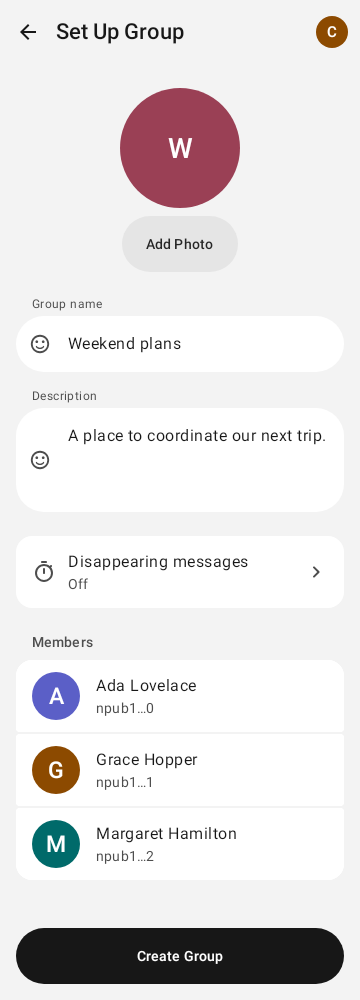 Set Up Group
C
W
Add Photo
Group name
Weekend plans
Description
A place to coordinate our next trip.
Disappearing messages
Off
Members
A
Ada Lovelace
npub1…0
G
Grace Hopper
npub1…1
M
Margaret Hamilton
npub1…2
Create Group